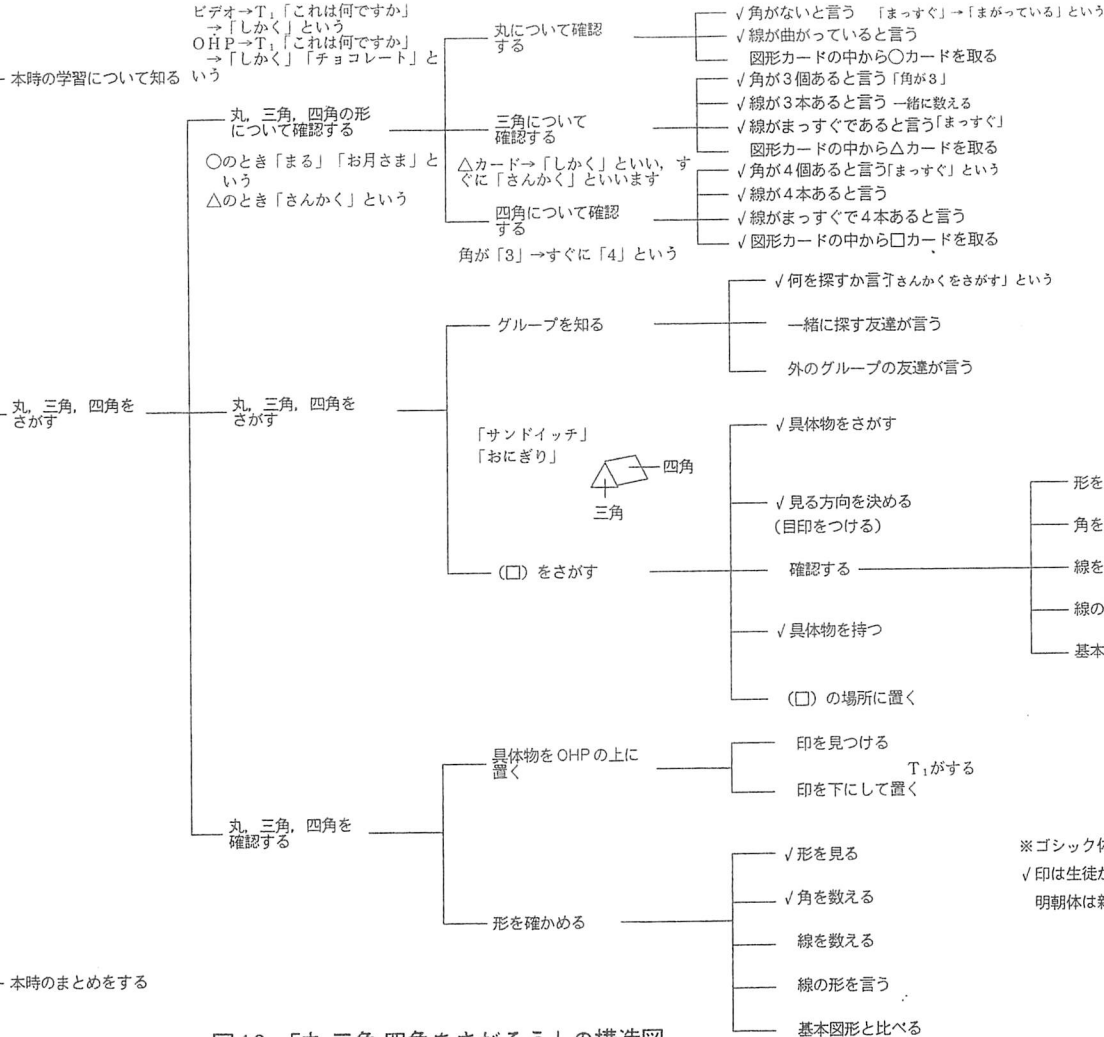 ビデオ→T₁「これは何ですか」
→「しかく」という
OHP→T₁「これは何ですか」
→「しかく」「チョコレート」と
いう
本時の学習について知る
丸, 三角, 四角の形
について確認する
○のとき「まる」「お月さま」と
いう
△のとき「さんかく」という
丸について確認
する
√角がないと言う 「まっすぐ」→「まがっている」という
√線が曲がっていると言う
図形カードの中から○カードを取る
三角について
確認する
√角が3個あると言う「角が3」
√線が3本あると言う 一緒に数える
√線がまっすぐであると言う「まっすぐ」
図形カードの中から△カードを取る
△カード→「しかく」といい, す
ぐに「さんかく」といいます
四角について確認
する
√角が4個あると言う「まっすぐ」という
√線が4本あると言う
√線がまっすぐで4本あると言う
√図形カードの中から□カードを取る
角が「3」→すぐに「4」という
丸, 三角, 四角を
さがす
丸, 三角, 四角を
さがす
グループを知る
√何を探すか言う「さんかくをさがす」という
一緒に探す友達が言う
外のグループの友達が言う
「サンドイッチ」
「おにぎり」
四角
三角
(□)をさがす
√具体物をさがす
√見る方向を決める
(目印をつける)
確認する
形を
角を
線を
線の
基本
√具体物を持つ
(□)の場所に置く
丸, 三角, 四角を
確認する
具体物をOHPの上に
置く
印を見つける
T₁がする
印を下にして置く
形を確かめる
√形を見る
√角を数える
線を数える
線の形を言う
基本図形と比べる
※ゴシック体
√印は生徒が
明朝体は新
本時のまとめをする
「丸,三角,四角をさがそう」の構造図